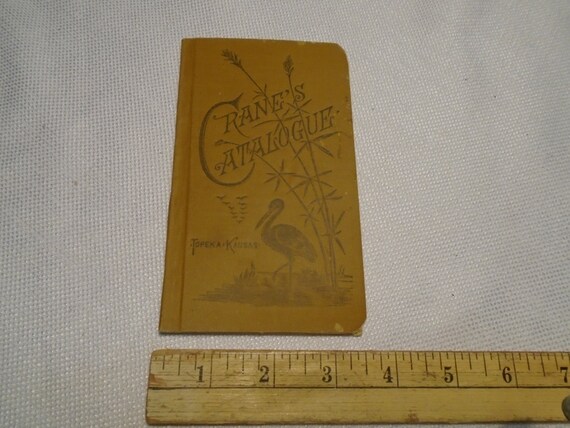 CRANE'S
CATALOGUE
TOPEKA-KANSAS
1 2 3 4 5 6 7